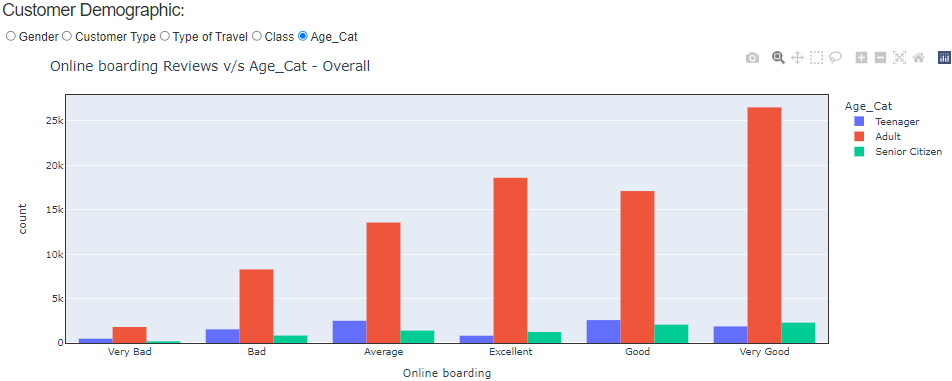 Customer Demographic:
Gender Customer Type Type of Travel Class Age_Cat
Online boarding Reviews v/s Age_Cat - Overall
Age_Cat
Teenager
Adult
Senior Citizen
25k
20k
15k
10k
5k
0
count
Very Bad Bad Average Excellent Good Very Good
Online boarding